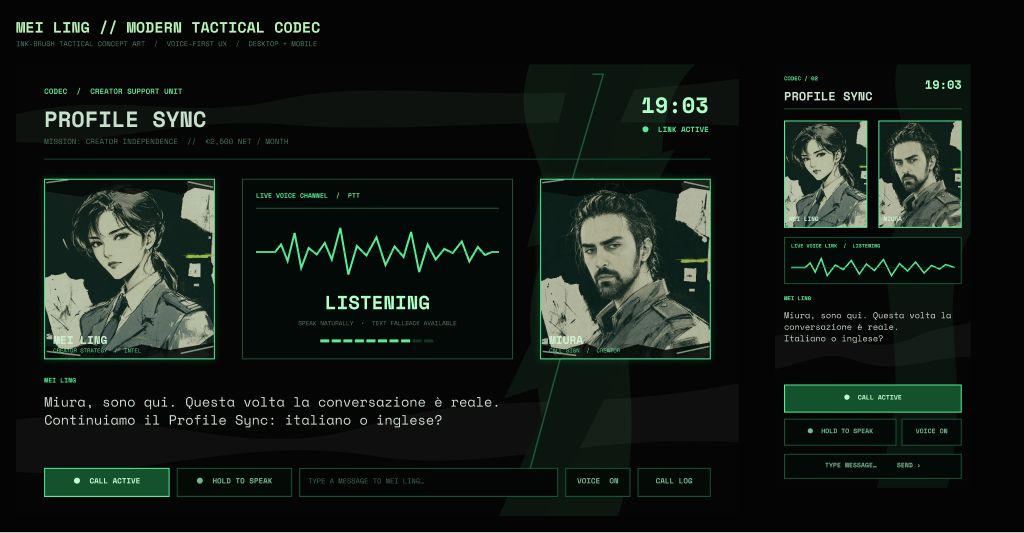 MEI LING // MODERN TACTICAL CODEC
INK-BRUSH TACTICAL CONCEPT ART / VOICE-FIRST UX / DESKTOP + MOBILE
CODEC / CREATOR SUPPORT UNIT
PROFILE SYNC
MISSION: CREATOR INDEPENDENCE // €2,500 NET / MONTH
19:03
LINK ACTIVE
MEI LING
CREATOR STRATEGY / INTEL
LIVE VOICE CHANNEL / PTT
LISTENING
SPEAK NATURALLY · TEXT FALLBACK AVAILABLE
MIURA
CALL SIGN / CREATOR
MEI LING
Miura, sono qui. Questa volta la conversazione è reale.
Continuiamo il Profile Sync: italiano o inglese?
CALL ACTIVE
HOLD TO SPEAK
TYPE A MESSAGE TO MEI LING…
VOICE ON
CALL LOG
CODEC / 02
PROFILE SYNC
19:03
MEI LING
MIURA
LIVE VOICE LINK / LISTENING
MEI LING
Miura, sono qui. Questa volta la
conversazione è reale.
Italiano o inglese?
CALL ACTIVE
HOLD TO SPEAK
VOICE ON
TYPE MESSAGE… SEND ›